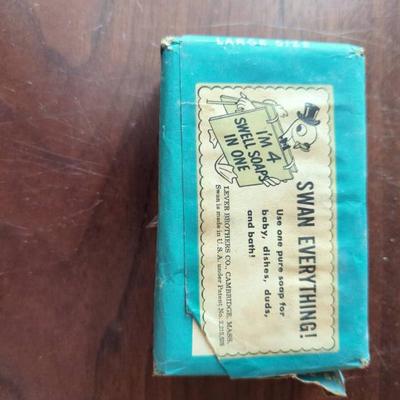 LARGE SIZE
SWAN EVERYTHING!
Use one pure soap for
baby, dishes, duds,
and bath!
I'M 4
SWELL SOAPS
IN ONE
LEVER BROTHERS CO., CAMBRIDGE, MASS.
Swan is made in U. S. A. under Patent No.